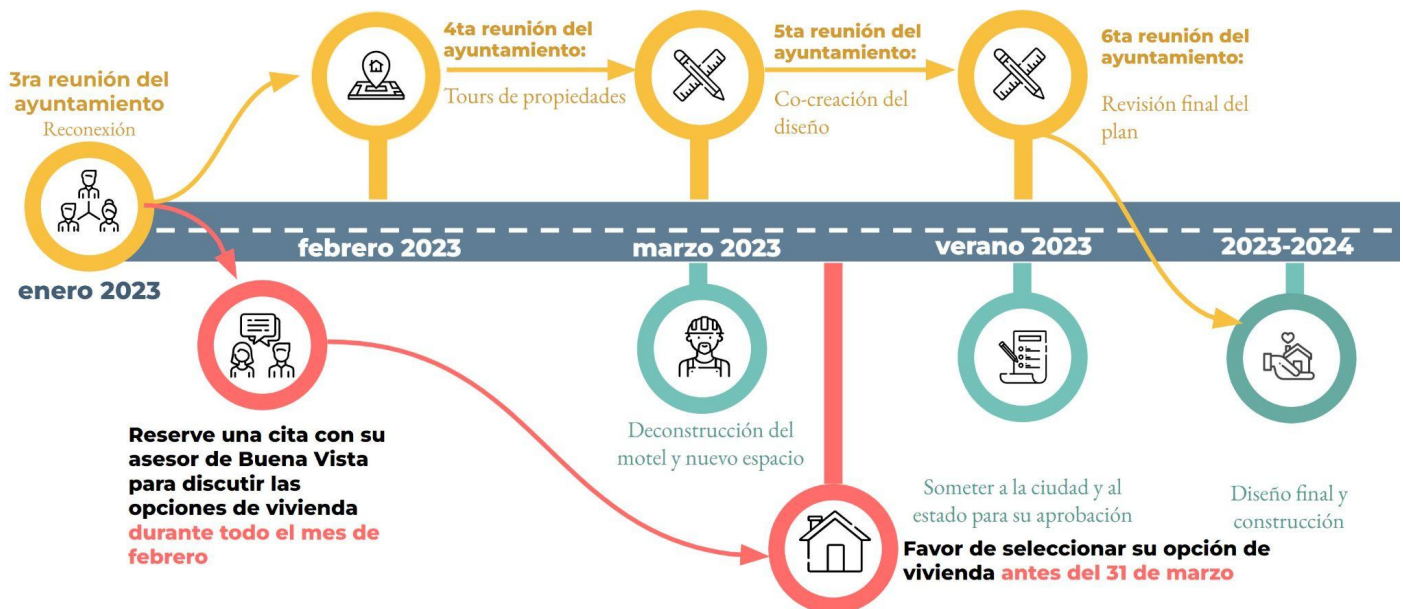 3ra reunión del
ayuntamiento
Reconexión
enero 2023
4ta reunión del
ayuntamiento:
Tours de propiedades
5ta reunión del
ayuntamiento:
Co-creación del
diseño
6ta reunión del
ayuntamiento:
Revisión final del
plan
febrero 2023
marzo 2023
verano 2023
2023-2024
Reserve una cita con su
asesor de Buena Vista
para discutir las
opciones de vivienda
durante todo el mes de
febrero
Deconstrucción del
motel y nuevo espacio
Someter a la ciudad y al
estado para su aprobación
Diseño final y
construcción
Favor de seleccionar su opción de
vivienda antes del 31 de marzo